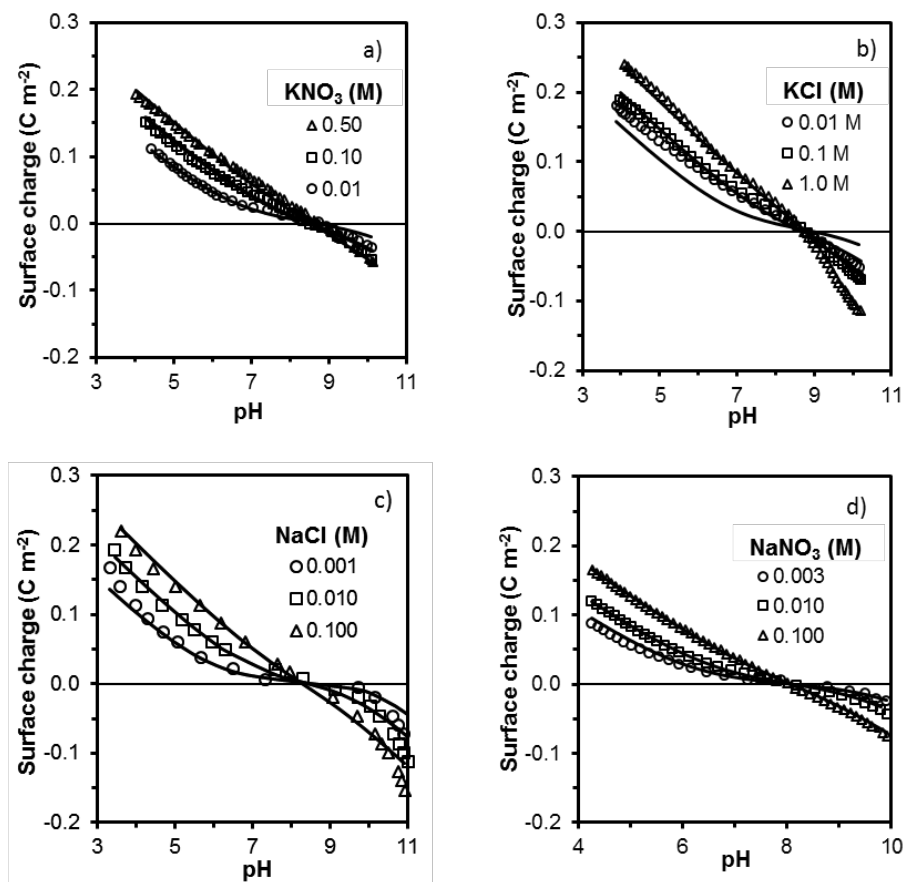 a)
KNO₃ (M)
△ 0.50
□ 0.10
○ 0.01
0.3
0.2
0.1
0.0
-0.1
-0.2
Surface charge (C m⁻²)
3 5 7 9 11
pH
b)
KCl (M)
○ 0.01 M
□ 0.1 M
△ 1.0 M
0.3
0.2
0.1
0.0
-0.1
-0.2
Surface charge (C m⁻²)
3 5 7 9 11
pH
c)
NaCl (M)
○ 0.001
□ 0.010
△ 0.100
0.3
0.2
0.1
0.0
-0.1
-0.2
Surface charge (C m⁻²)
3 5 7 9 11
pH
d)
NaNO₃ (M)
○ 0.003
□ 0.010
△ 0.100
0.3
0.2
0.1
0.0
-0.1
-0.2
Surface charge (C m⁻²)
4 6 8 10
pH